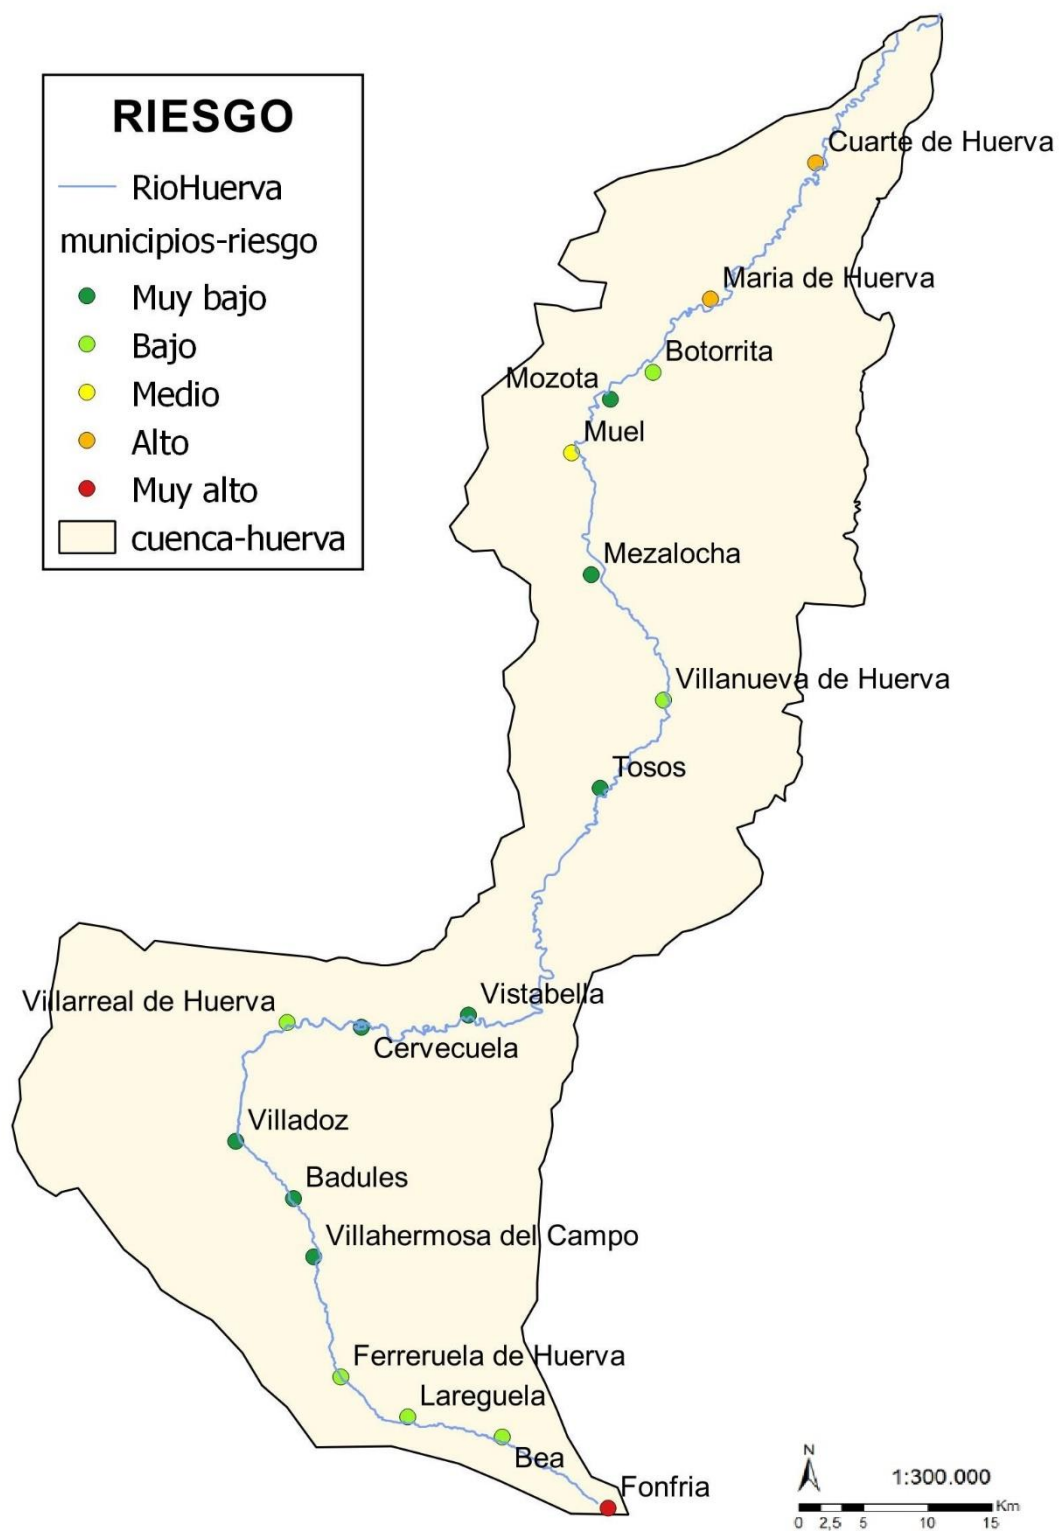 RIESGO
RioHuerva
municipios-riesgo
Muy bajo
Bajo
Medio
Alto
Muy alto
cuenca-huerva
Cuarte de Huerva
Maria de Huerva
Botorrita
Mozota
Muel
Mezalocha
Villanueva de Huerva
Tosos
Vistabella
Villarreal de Huerva
Cervecuela
Villadoz
Badules
Villahermosa del Campo
Ferreruela de Huerva
Lareguela
Bea
Fonfria
N
1:300.000
Km
0 2,5 5 10 15